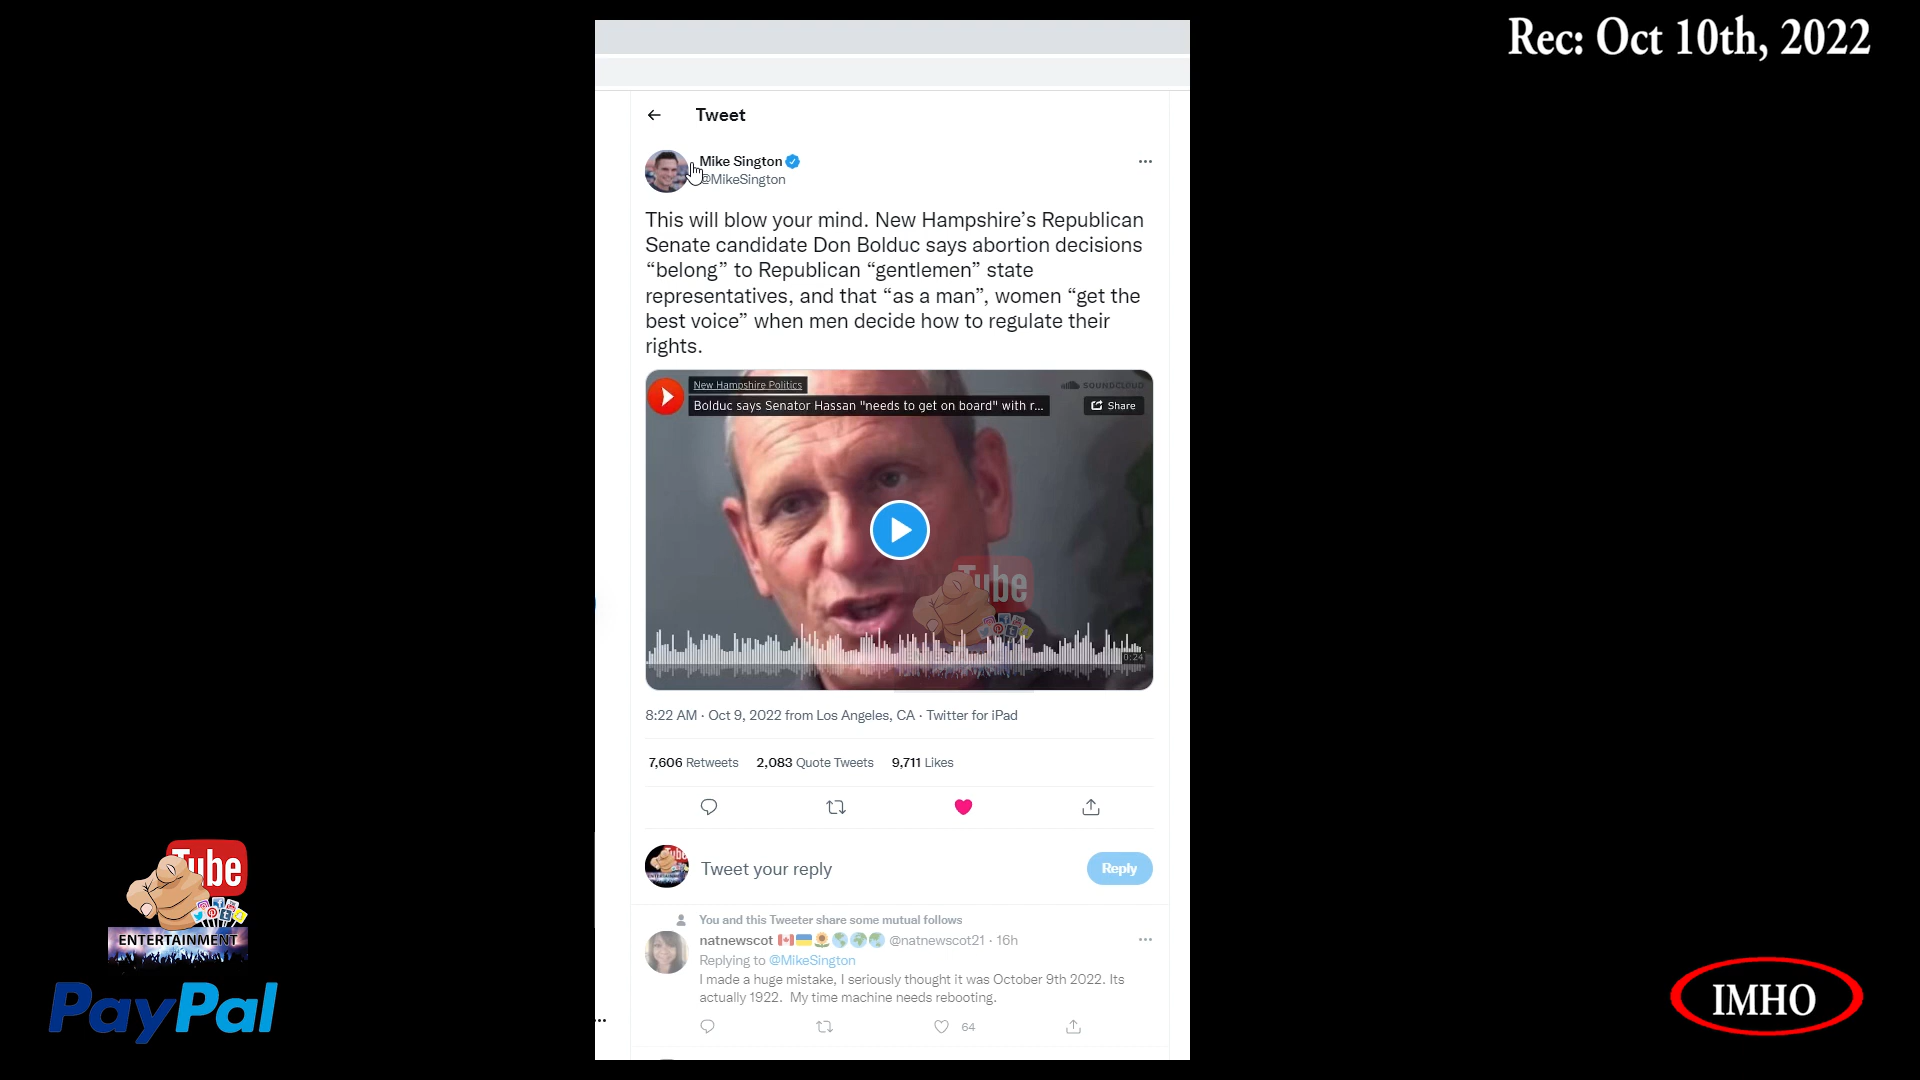 Rec: Oct 10th, 2022
Tweet
Mike Sington
@MikeSington
This will blow your mind. New Hampshire’s Republican
Senate candidate Don Bolduc says abortion decisions
“belong” to Republican “gentlemen” state
representatives, and that “as a man”, women “get the
best voice” when men decide how to regulate their
rights.
New Hampshire Politics
SOUNDCLOUD
Bolduc says Senator Hassan "needs to get on board" with r...
Share
Tube
0:24
8:22 AM · Oct 9, 2022 from Los Angeles, CA · Twitter for iPad
7,606 Retweets 2,083 Quote Tweets 9,711 Likes
Tweet your reply
Reply
You and this Tweeter share some mutual follows
natnewscot @natnewscot21 · 16h
Replying to @MikeSington
I made a huge mistake, I seriously thought it was October 9th 2022. Its
actually 1922. My time machine needs rebooting.
64
Tube
ENTERTAINMENT
PayPal
IMHO